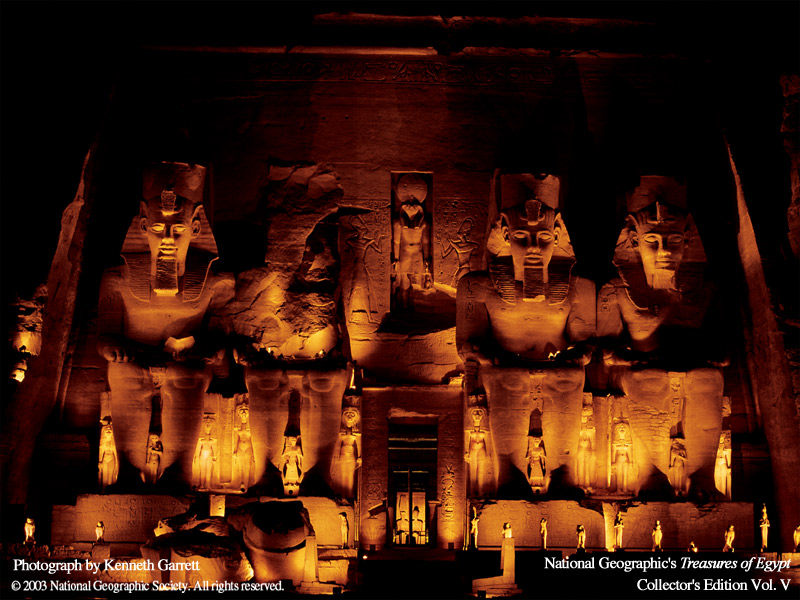 Photograph by Kenneth Garrett
© 2003 National Geographic Society. All rights reserved.
National Geographic's Treasures of Egypt
Collector's Edition Vol. V